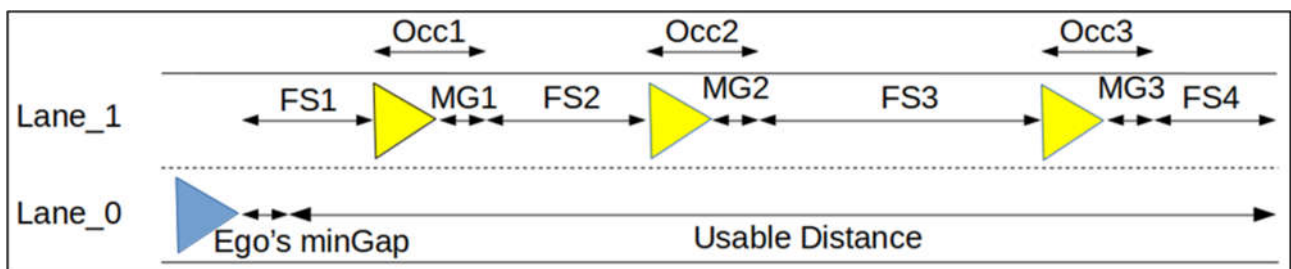 Occ1 Occ2 Occ3
Lane_1 FS1 MG1 FS2 MG2 FS3 MG3 FS4
Lane_0
Ego's minGap Usable Distance